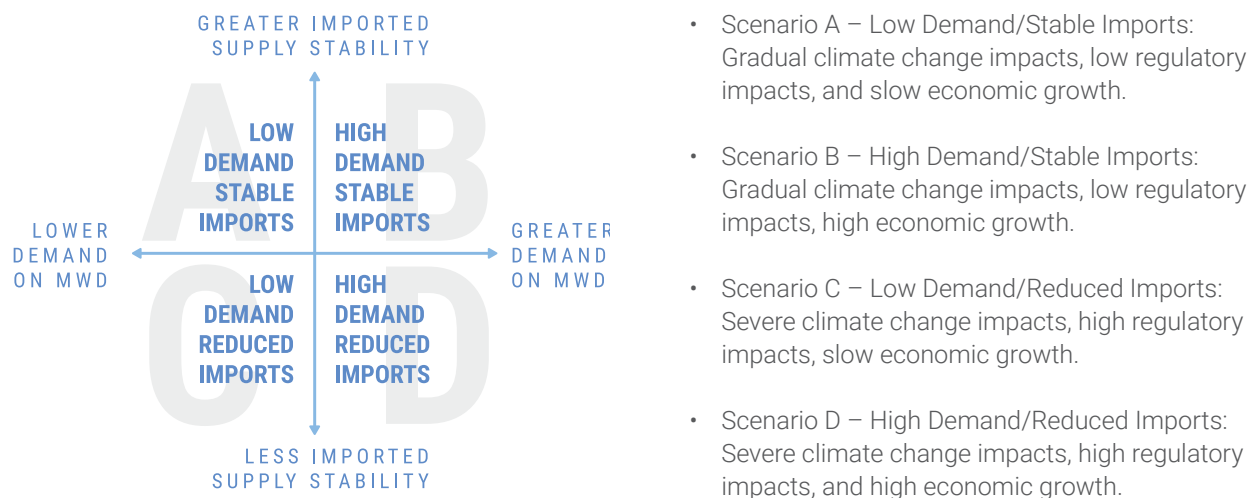 GREATER IMPORTED
SUPPLY STABILITY
A
B
LOW
DEMAND
STABLE
IMPORTS
HIGH
DEMAND
STABLE
IMPORTS
LOWER
DEMAND
ON MWD
GREATER
DEMAND
ON MWD
C
D
LOW
DEMAND
REDUCED
IMPORTS
HIGH
DEMAND
REDUCED
IMPORTS
LESS IMPORTED
SUPPLY STABILITY
• Scenario A – Low Demand/Stable Imports:
Gradual climate change impacts, low regulatory
impacts, and slow economic growth.
• Scenario B – High Demand/Stable Imports:
Gradual climate change impacts, low regulatory
impacts, high economic growth.
• Scenario C – Low Demand/Reduced Imports:
Severe climate change impacts, high regulatory
impacts, slow economic growth.
• Scenario D – High Demand/Reduced Imports:
Severe climate change impacts, high regulatory
impacts, and high economic growth.